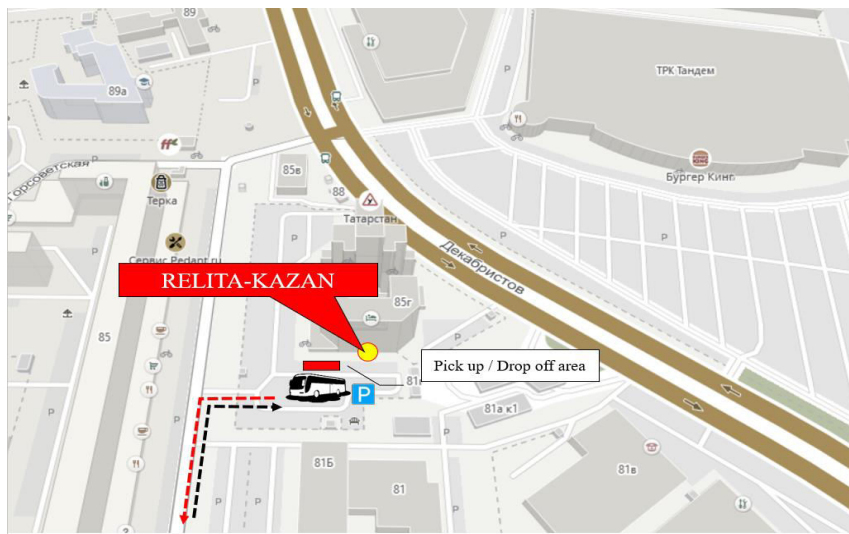 89
ТРК Тандем
89а
P
P
Горсоветская
Терка
85в
88
Татарстан
Бургер Кинг
Декабристов
Сервис Pedant.ru
RELITA-KAZAN
85г
85
P
Pick up / Drop off area
81а к1
81Б
81
81в
P